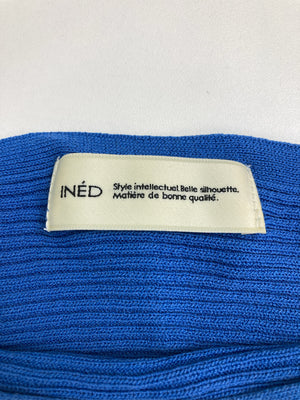 INÉD
Style intellectuel. Belle silhouette.
Matière de bonne qualité.